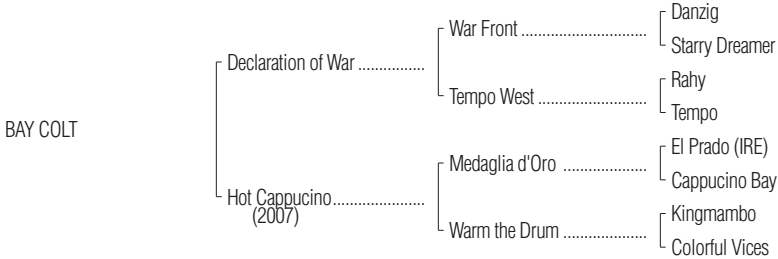 Danzig
War Front
Starry Dreamer
Declaration of War
Rahy
Tempo West
Tempo
BAY COLT
El Prado (IRE)
Medaglia d'Oro
Cappucino Bay
Hot Cappucino
(2007)
Kingmambo
Warm the Drum
Colorful Vices